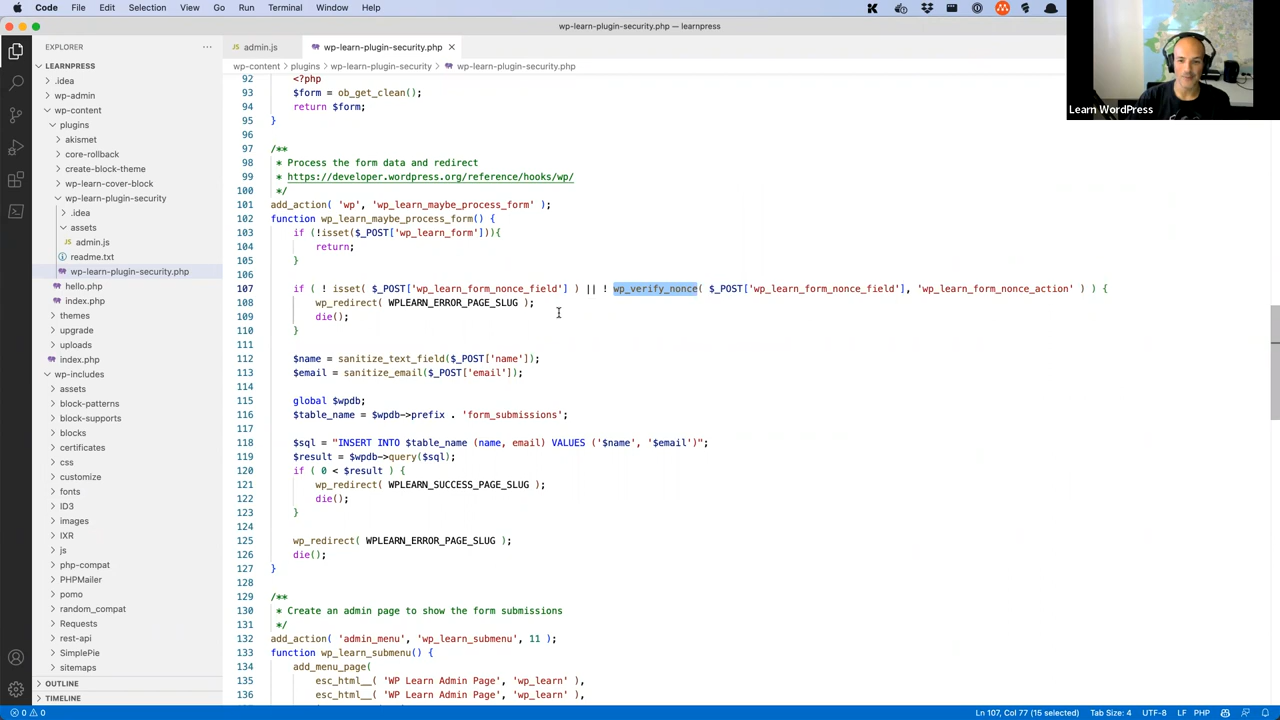 Code File Edit Selection View Go Run Terminal Window Help
wp-learn-plugin-security.php — learnpress
EXPLORER
LEARNPRESS
.idea
wp-admin
wp-content
plugins
akismet
core-rollback
create-block-theme
wp-learn-cover-block
wp-learn-plugin-security
.idea
assets
admin.js
readme.txt
wp-learn-plugin-security.php
hello.php
index.php
themes
upgrade
uploads
index.php
wp-includes
assets
block-patterns
block-supports
blocks
certificates
css
customize
fonts
ID3
images
IXR
js
php-compat
PHPMailer
pomo
random_compat
Requests
rest-api
SimplePie
sitemaps
OUTLINE
TIMELINE
admin.js wp-learn-plugin-security.php
wp-content > plugins > wp-learn-plugin-security > wp-learn-plugin-security.php
92 <?php
93 $form = ob_get_clean();
94 return $form;
95 }
96
97 /**
98 * Process the form data and redirect
99 * https://developer.wordpress.org/reference/hooks/wp/
100 */
101 add_action( 'wp', 'wp_learn_maybe_process_form' );
102 function wp_learn_maybe_process_form() {
103 if (!isset($_POST['wp_learn_form'])){
104 return;
105 }
106
107 if ( ! isset( $_POST['wp_learn_form_nonce_field'] ) || ! wp_verify_nonce( $_POST['wp_learn_form_nonce_field'], 'wp_learn_form_nonce_action' ) ) {
108 wp_redirect( WPLEARN_ERROR_PAGE_SLUG );
109 die();
110 }
111
112 $name = sanitize_text_field($_POST['name']);
113 $email = sanitize_email($_POST['email']);
114
115 global $wpdb;
116 $table_name = $wpdb->prefix . 'form_submissions';
117
118 $sql = "INSERT INTO $table_name (name, email) VALUES ('$name', '$email')";
119 $result = $wpdb->query($sql);
120 if ( 0 < $result ) {
121 wp_redirect( WPLEARN_SUCCESS_PAGE_SLUG );
122 die();
123 }
124
125 wp_redirect( WPLEARN_ERROR_PAGE_SLUG );
126 die();
127 }
128
129 /**
130 * Create an admin page to show the form submissions
131 */
132 add_action( 'admin_menu', 'wp_learn_submenu', 11 );
133 function wp_learn_submenu() {
134 add_menu_page(
135 esc_html__( 'WP Learn Admin Page', 'wp_learn' ),
136 esc_html__( 'WP Learn Admin Page', 'wp_learn' ),
Learn WordPress
0 0
Ln 107, Col 77 (15 selected) Tab Size: 4 UTF-8 LF PHP